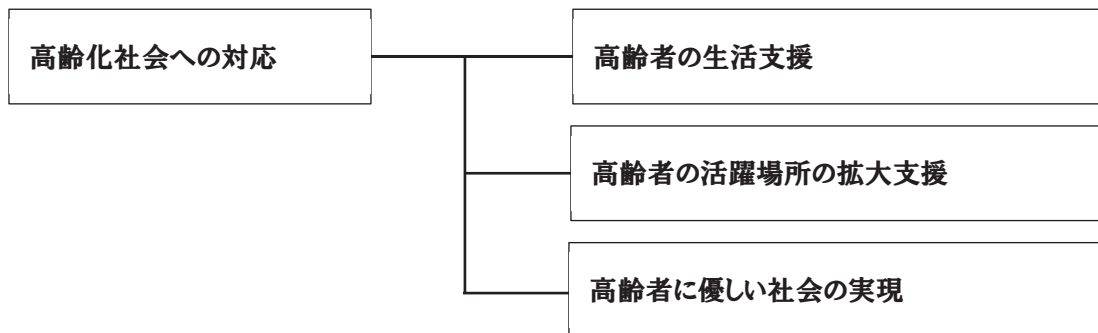 高齢化社会への対応
高齢者の生活支援
高齢者の活躍場所の拡大支援
高齢者に優しい社会の実現